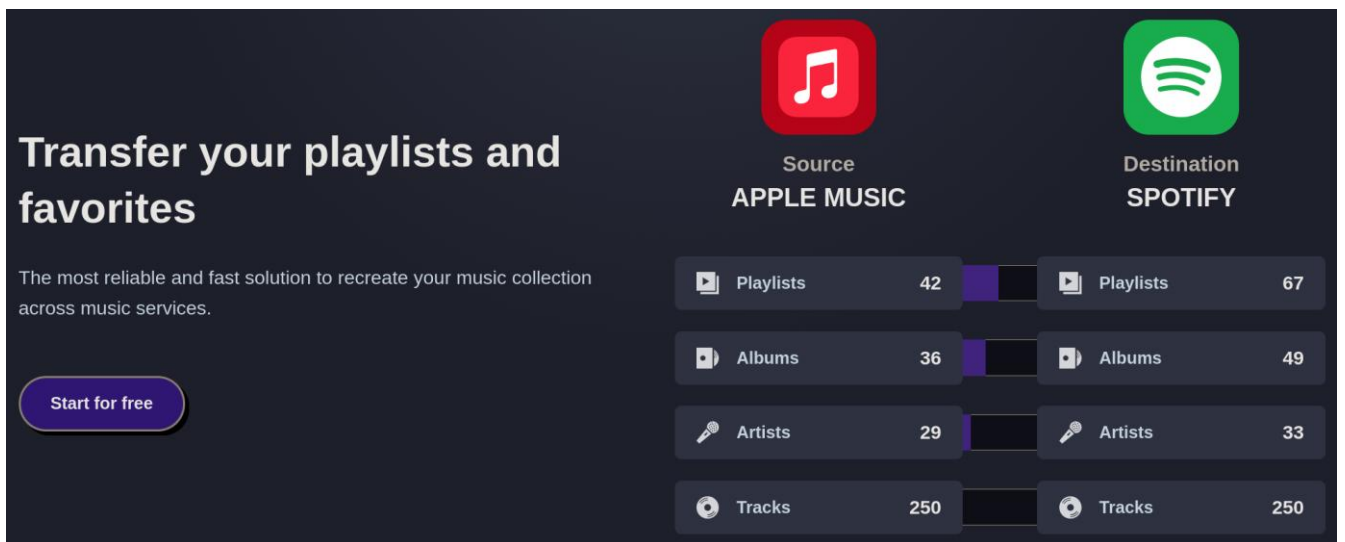 Transfer your playlists and
favorites
The most reliable and fast solution to recreate your music collection
across music services.
Start for free
Source
APPLE MUSIC
Destination
SPOTIFY
Playlists 42 Playlists 67
Albums 36 Albums 49
Artists 29 Artists 33
Tracks 250 Tracks 250